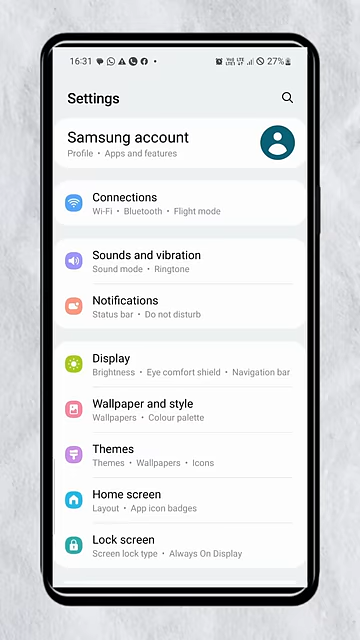 16:31 27%
Settings
Samsung account
Profile • Apps and features
Connections
Wi-Fi • Bluetooth • Flight mode
Sounds and vibration
Sound mode • Ringtone
Notifications
Status bar • Do not disturb
Display
Brightness • Eye comfort shield • Navigation bar
Wallpaper and style
Wallpapers • Colour palette
Themes
Themes • Wallpapers • Icons
Home screen
Layout • App icon badges
Lock screen
Screen lock type • Always On Display